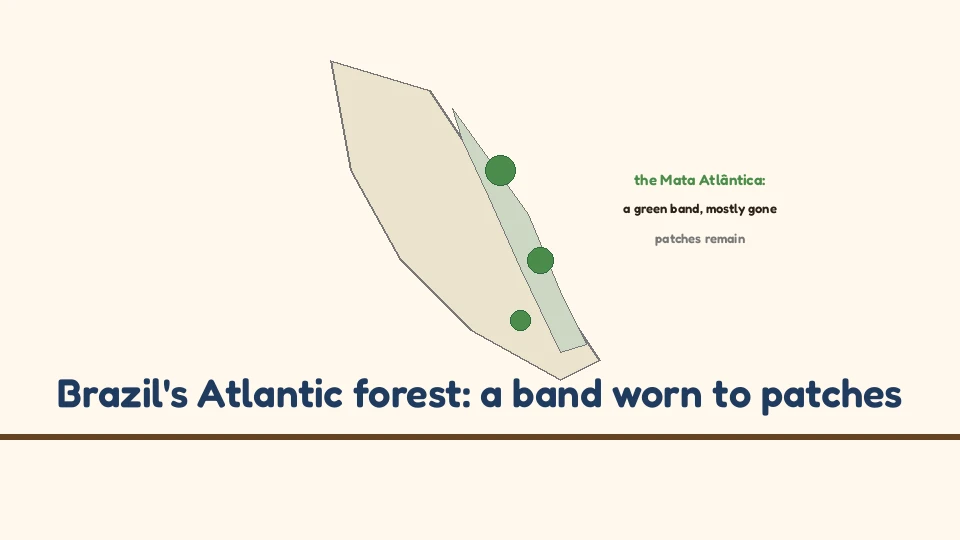 the Mata Atlântica:
a green band, mostly gone
patches remain
Brazil's Atlantic forest: a band worn to patches